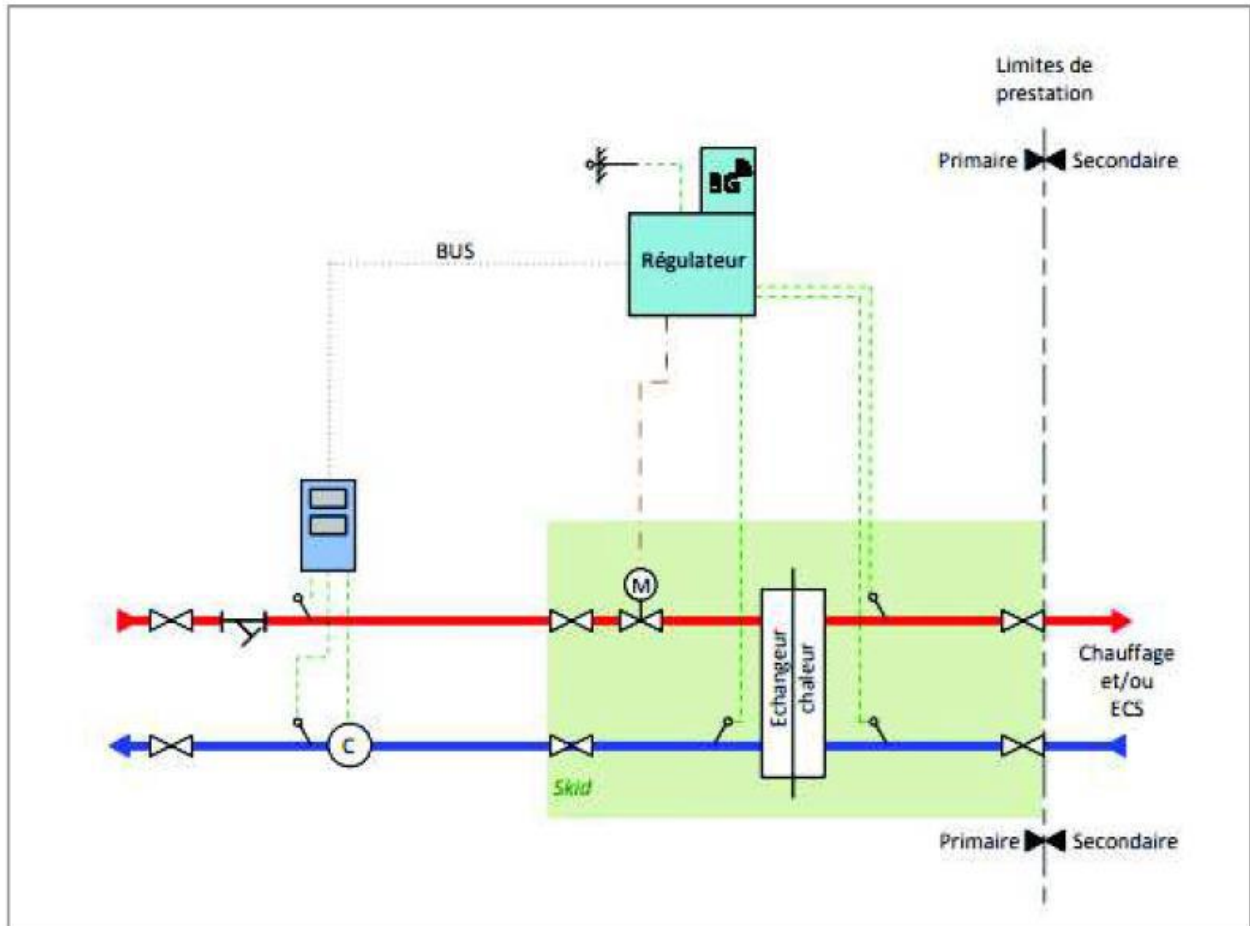 Limites de
prestation
Primaire
Secondaire
Régulateur
BUS
M
Echangeur
chaleur
Chauffage
et/ou
ECS
C
Skid
Primaire
Secondaire